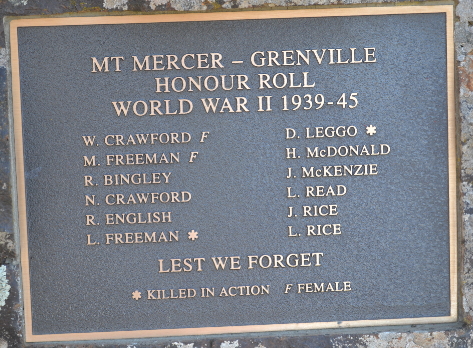 MT MERCER – GRENVILLE
HONOUR ROLL
WORLD WAR II 1939-45
W. CRAWFORD F
M. FREEMAN F
R. BINGLEY
N. CRAWFORD
R. ENGLISH
L. FREEMAN *
D. LEGGO *
H. McDONALD
J. McKENZIE
L. READ
J. RICE
L. RICE
LEST WE FORGET
* KILLED IN ACTION F FEMALE